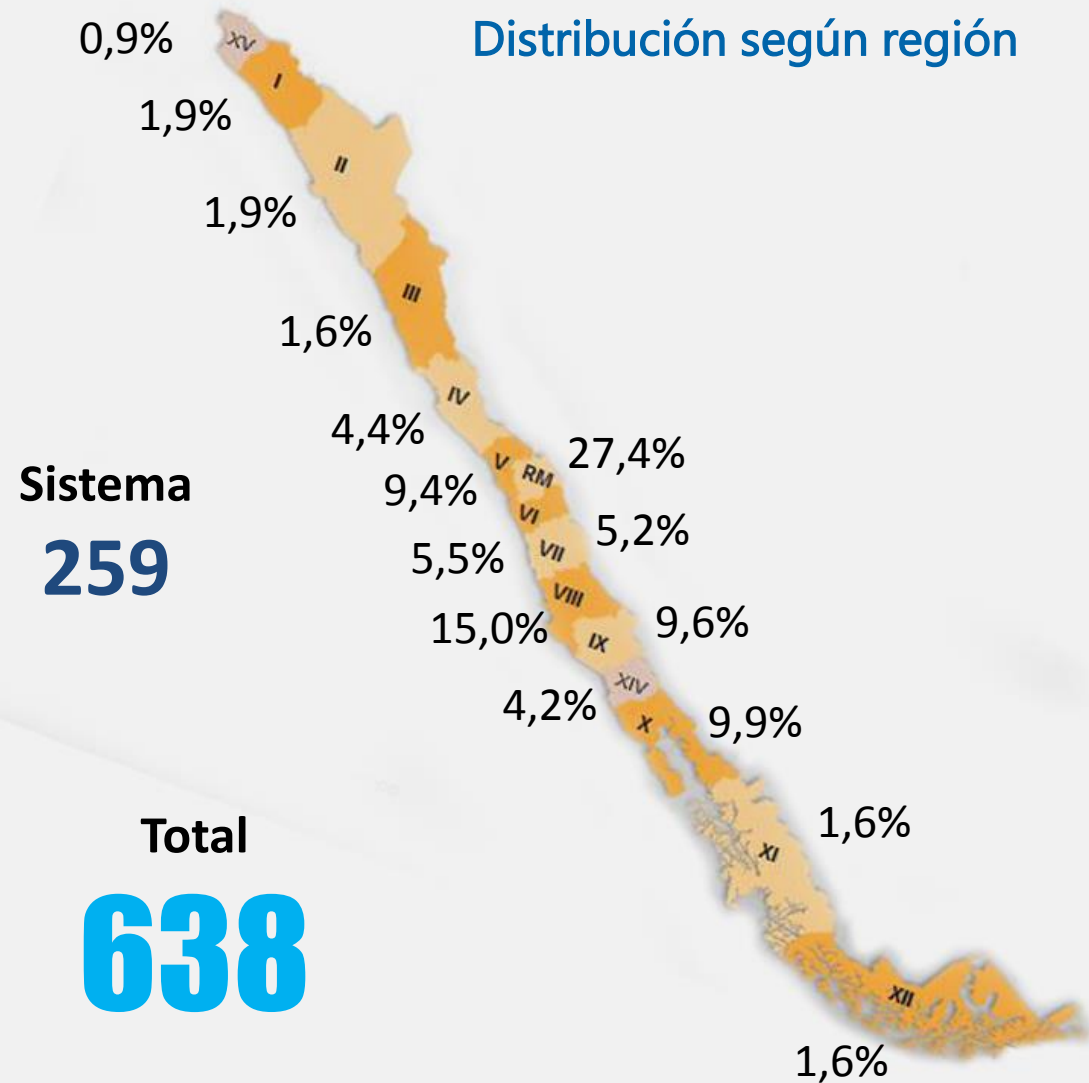 Distribución según región
0,9%
XV
I
1,9%
II
1,9%
III
1,6%
IV
4,4%
V
RM
27,4%
9,4%
VI
5,2%
VII
5,5%
VIII
15,0%
IX
9,6%
XIV
4,2%
X
9,9%
XI
1,6%
XII
1,6%
Sistema
259
Total
638